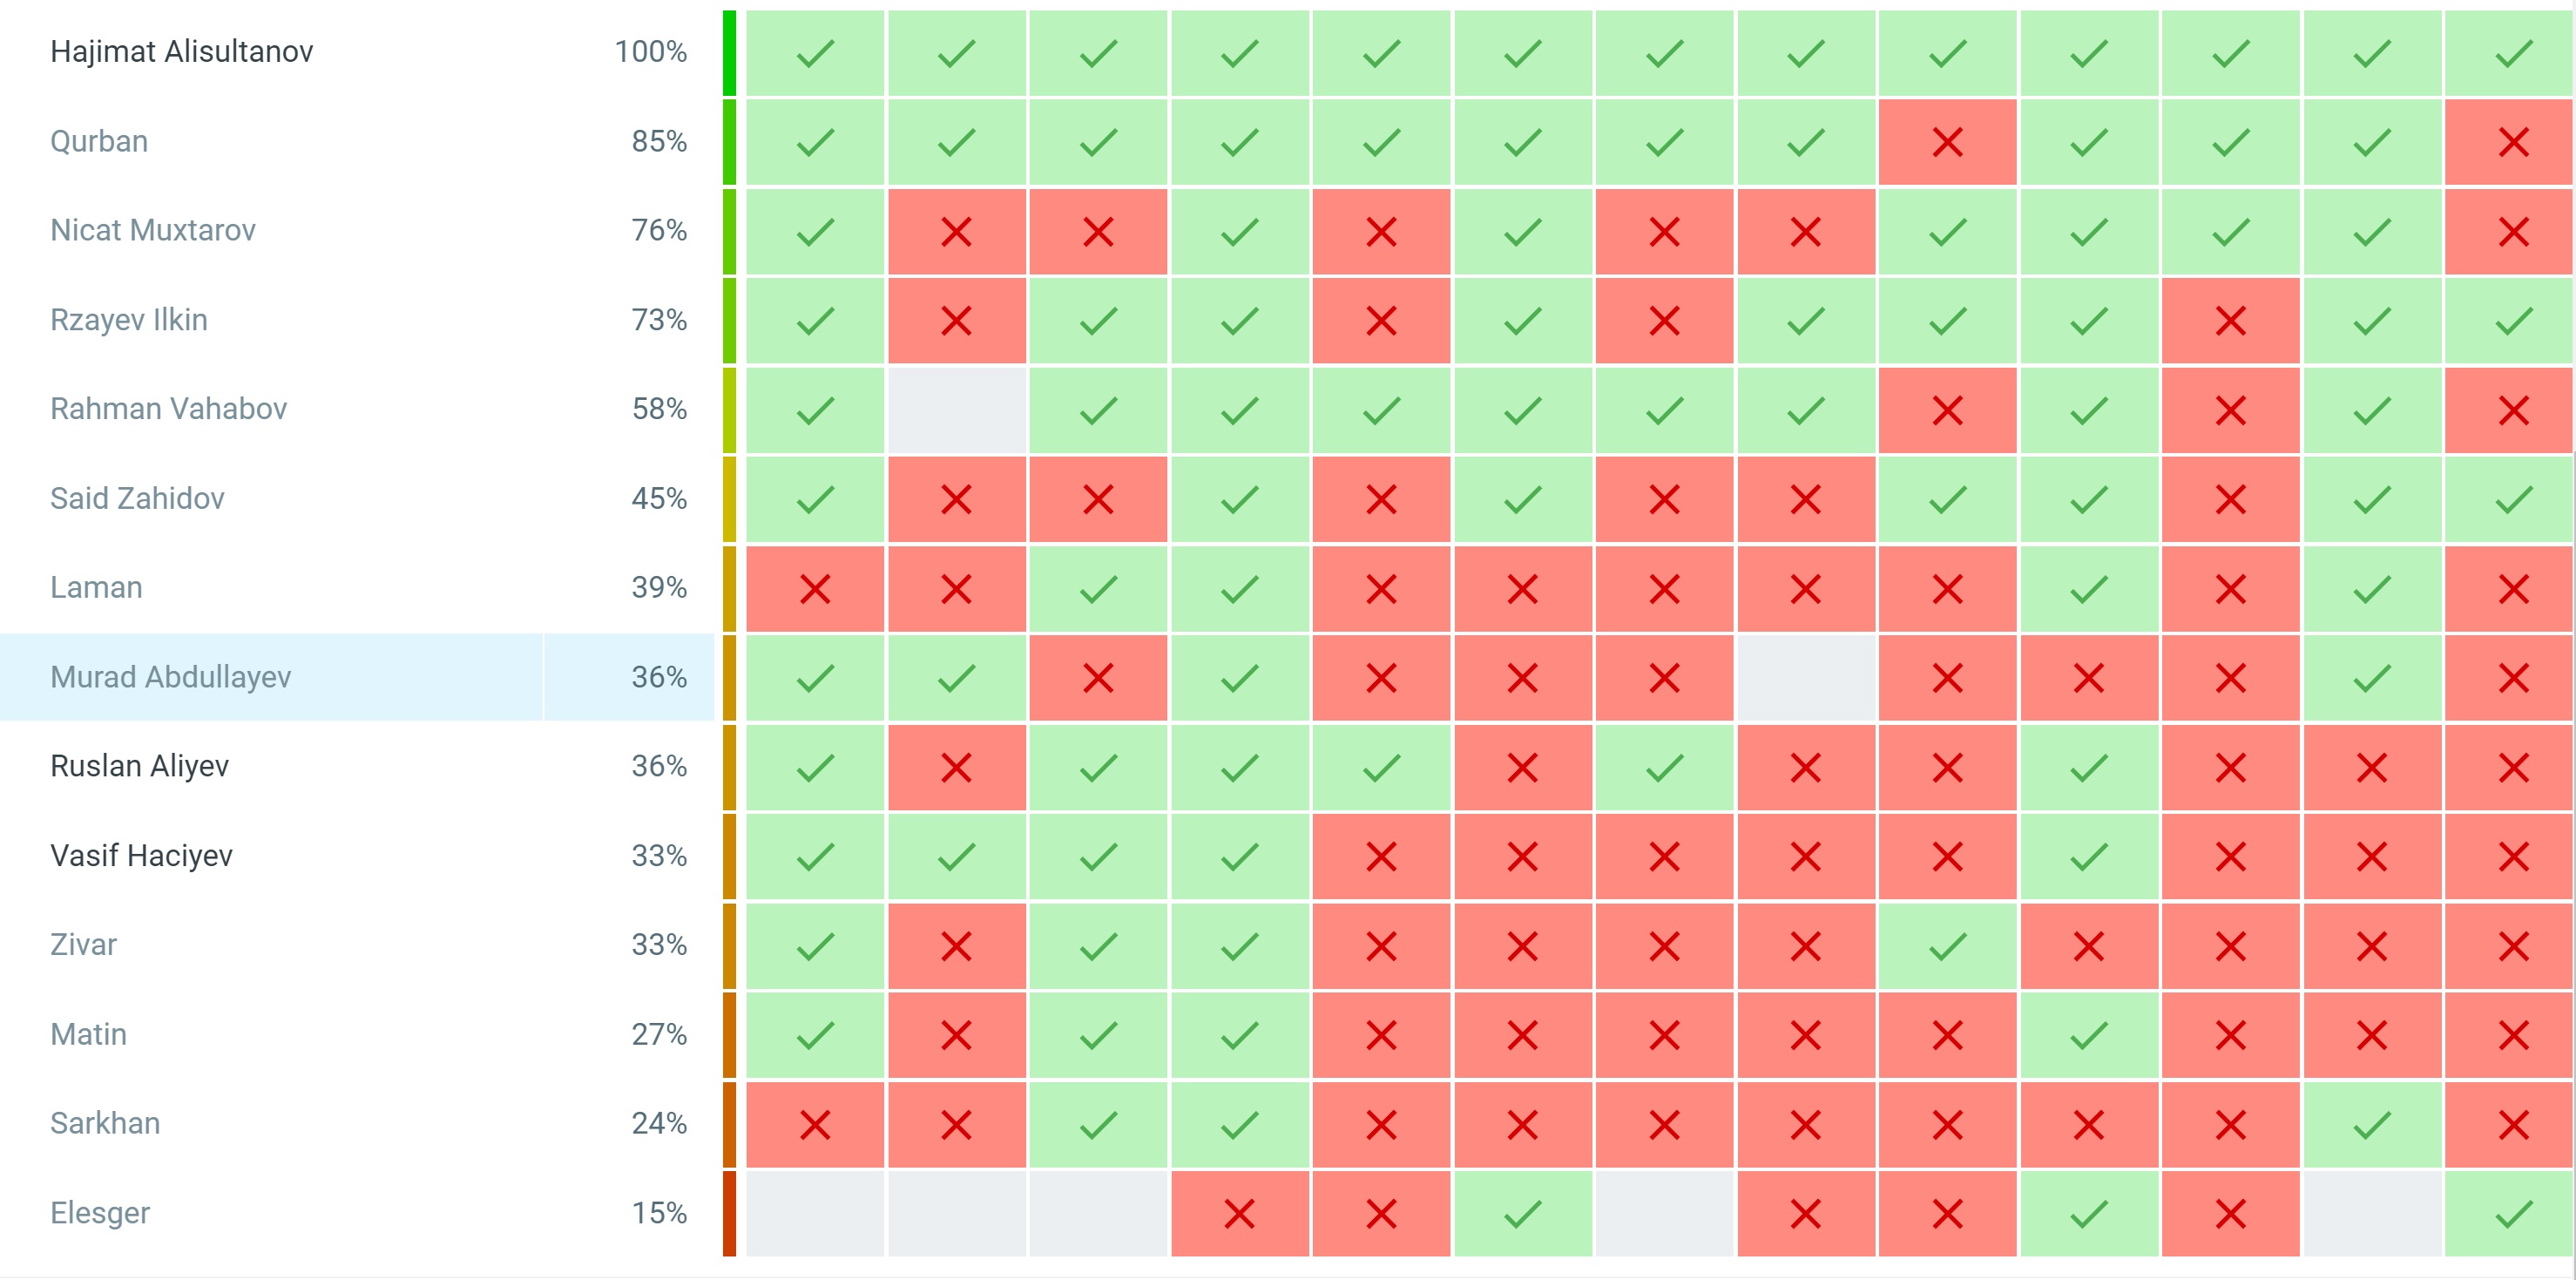 Hajimat Alisultanov 100%
Qurban 85%
Nicat Muxtarov 76%
Rzayev Ilkin 73%
Rahman Vahabov 58%
Said Zahidov 45%
Laman 39%
Murad Abdullayev 36%
Ruslan Aliyev 36%
Vasif Haciyev 33%
Zivar 33%
Matin 27%
Sarkhan 24%
Elesger 15%